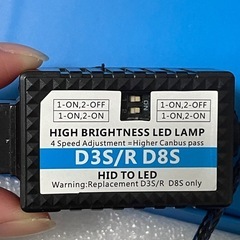 1-ON,2-OFF
1-ON,2-ON
ON
1-ON,2-OFF
1-ON,2-ON
HIGH BRIGHTNESS LED LAMP
4 Speed Adjustment =Higher Canbus pass
D3S/R D8S
HID TO LED
Warning:Replacement D3S/R D8S only